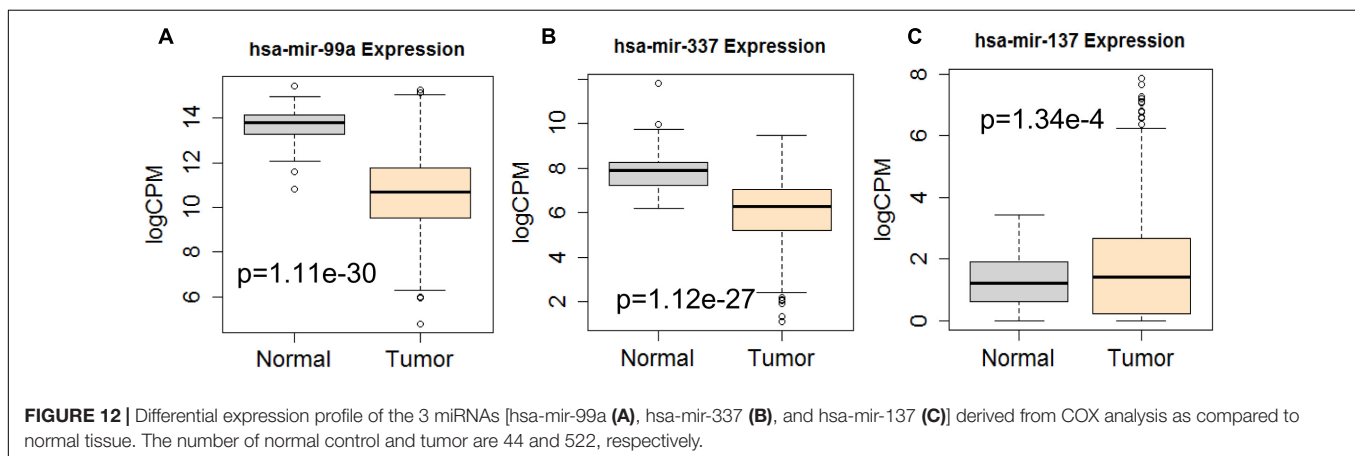 A
hsa-mir-99a Expression
logCPM
14
12
10
8
6
p=1.11e-30
Normal
Tumor
B
hsa-mir-337 Expression
logCPM
10
8
6
4
2
p=1.12e-27
Normal
Tumor
C
hsa-mir-137 Expression
logCPM
8
6
4
2
0
p=1.34e-4
Normal
Tumor
FIGURE 12 | Differential expression profile of the 3 miRNAs [hsa-mir-99a (A), hsa-mir-337 (B), and hsa-mir-137 (C)] derived from COX analysis as compared to
normal tissue. The number of normal control and tumor are 44 and 522, respectively.